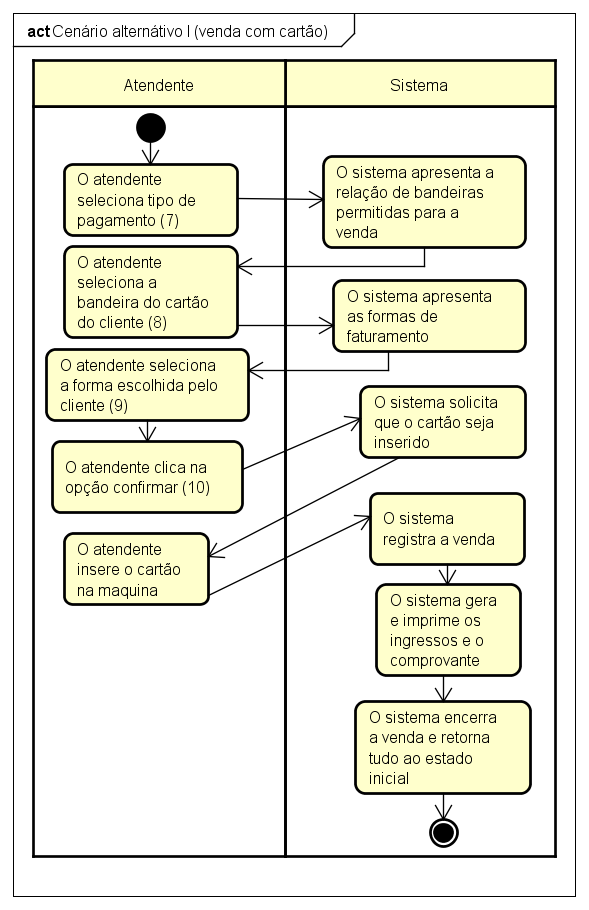 act Cenário alternátivo I (venda com cartão)
Atendente
Sistema
O atendente
seleciona tipo de
pagamento (7)
O sistema apresenta a
relação de bandeiras
permitidas para a
venda
O atendente
seleciona a
bandeira do cartão
do cliente (8)
O sistema apresenta
as formas de
faturamento
O atendente seleciona
a forma escolhida pelo
cliente (9)
O atendente clica na
opção confirmar (10)
O sistema solicita
que o cartão seja
inserido
O atendente
insere o cartão
na maquina
O sistema
registra a venda
O sistema gera
e imprime os
ingressos e o
comprovante
O sistema encerra
a venda e retorna
tudo ao estado
inicial